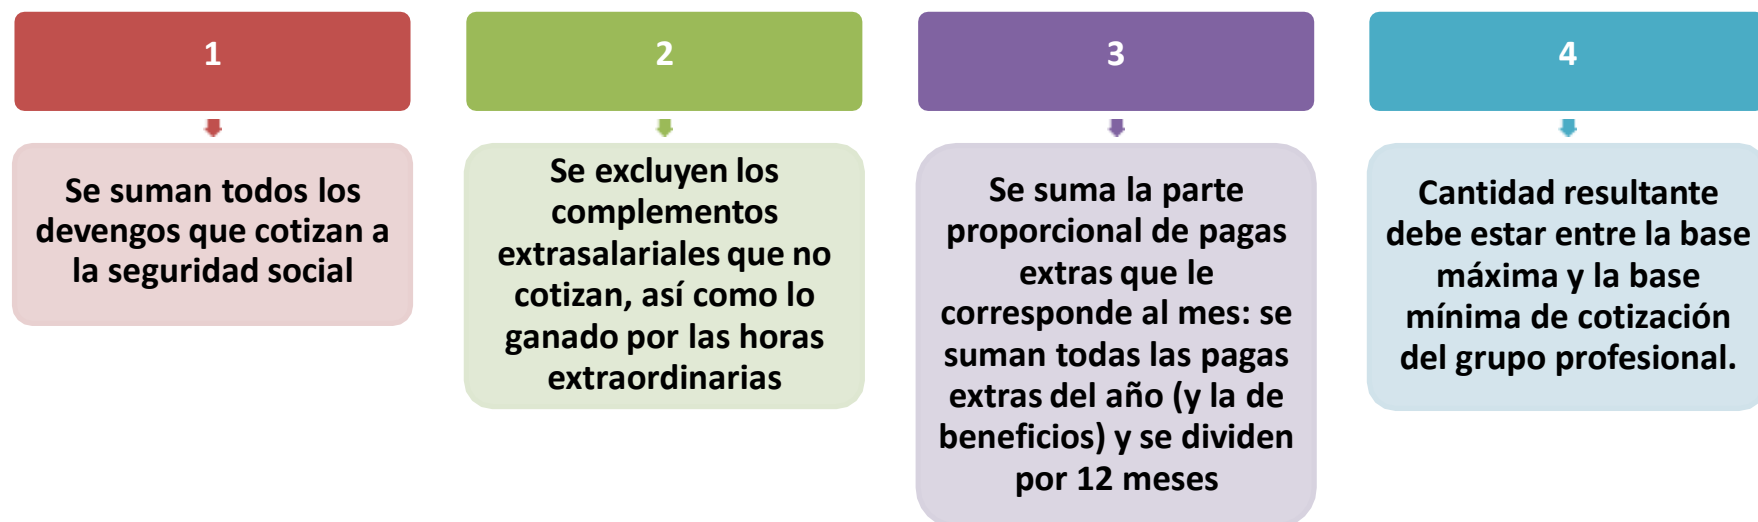 1
Se suman todos los
devengos que cotizan a
la seguridad social
2
Se excluyen los
complementos
extrasalariales que no
cotizan, así como lo
ganado por las horas
extraordinarias
3
Se suma la parte
proporcional de pagas
extras que le
corresponde al mes: se
suman todas las pagas
extras del año (y la de
beneficios) y se dividen
por 12 meses
4
Cantidad resultante
debe estar entre la base
máxima y la base
mínima de cotización
del grupo profesional.